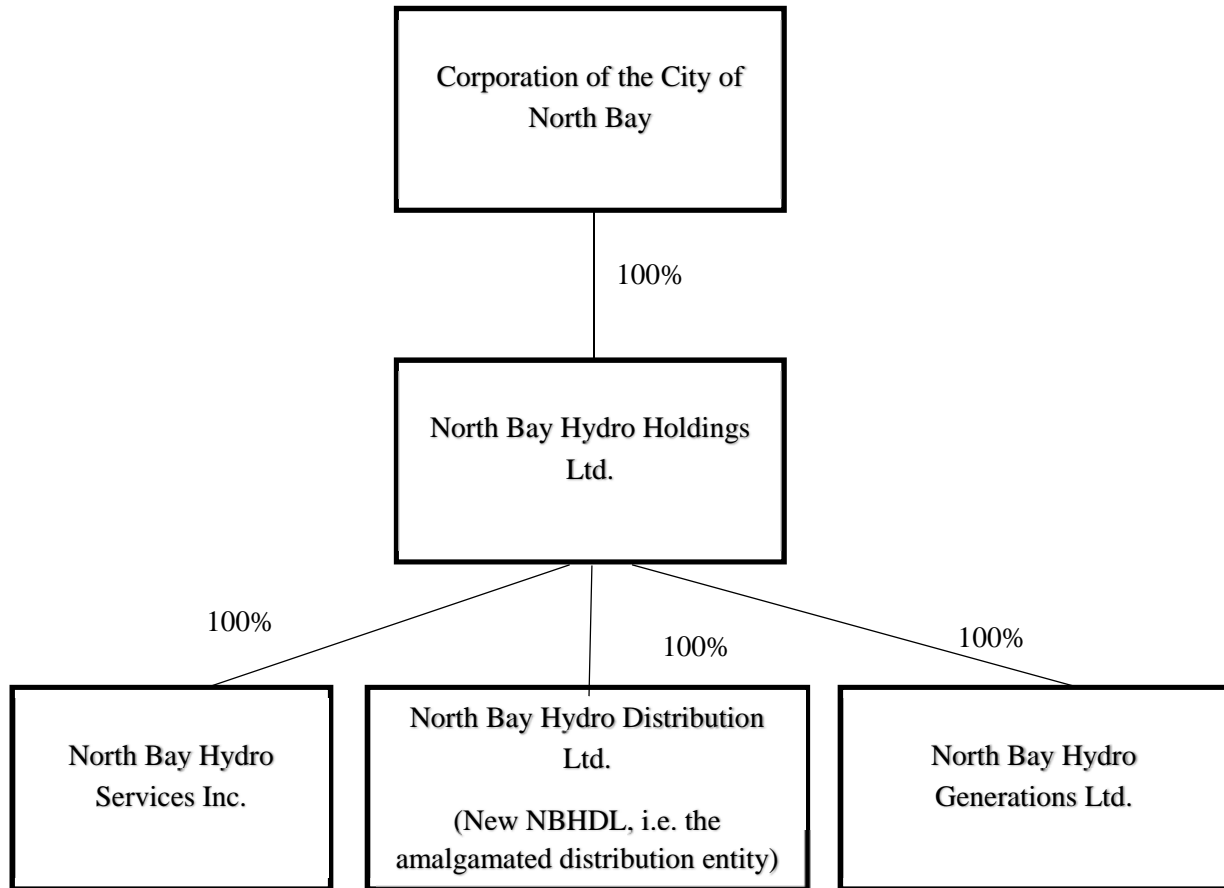 Corporation of the City of
North Bay
100%
North Bay Hydro Holdings
Ltd.
100%
100%
100%
North Bay Hydro
Services Inc.
North Bay Hydro Distribution
Ltd.
(New NBHDL, i.e. the
amalgamated distribution entity)
North Bay Hydro
Generations Ltd.